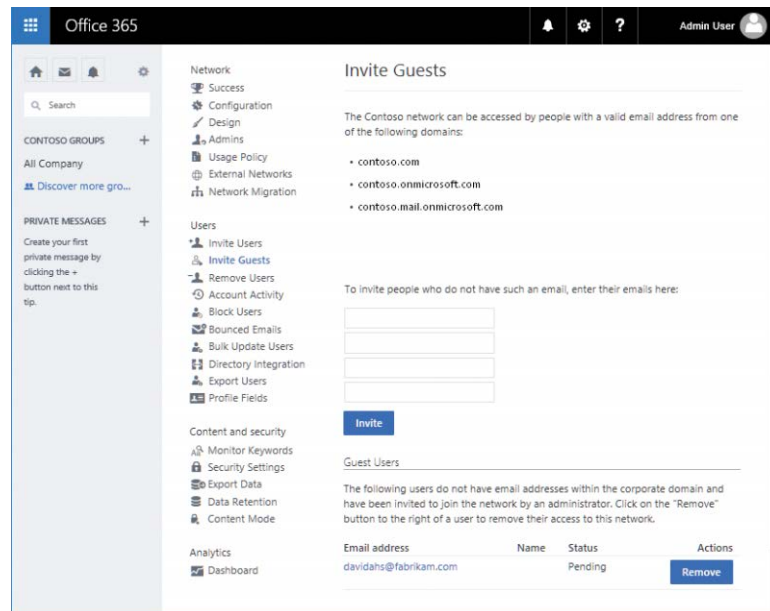 Office 365
Admin User
Search
CONTOSO GROUPS +
All Company
Discover more gro...
PRIVATE MESSAGES +
Create your first
private message by
clicking the +
button next to this
tip.
Network
Success
Configuration
Design
Admins
Usage Policy
External Networks
Network Migration
Users
Invite Users
Invite Guests
Remove Users
Account Activity
Block Users
Bounced Emails
Bulk Update Users
Directory Integration
Export Users
Profile Fields
Content and security
Monitor Keywords
Security Settings
Export Data
Data Retention
Content Mode
Analytics
Dashboard
Invite Guests
The Contoso network can be accessed by people with a valid email address from one
of the following domains:
• contoso.com
• contoso.onmicrosoft.com
• contoso.mail.onmicrosoft.com
To invite people who do not have such an email, enter their emails here:
Invite
Guest Users
The following users do not have email addresses within the corporate domain and
have been invited to join the network by an administrator. Click on the "Remove"
button to the right of a user to remove their access to this network.
Email address Name Status Actions
davidahs@fabrikam.com Pending Remove